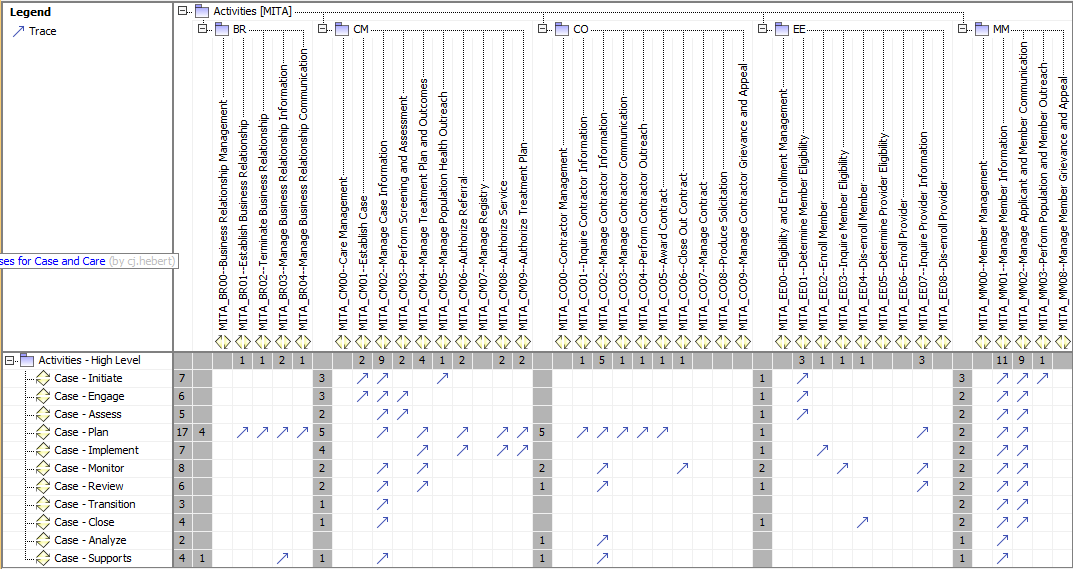 Legend
Trace
ses for Case and Care (by cj.hebert)
Activities [MITA]
BR
CM
CO
EE
MM
MITA_BR00--Business Relationship Management
MITA_BR01--Establish Business Relationship
MITA_BR02--Terminate Business Relationship
MITA_BR03--Manage Business Relationship Information
MITA_BR04--Manage Business Relationship Communication
MITA_CM00--Care Management
MITA_CM01--Establish Case
MITA_CM02--Manage Case Information
MITA_CM03--Perform Screening and Assessment
MITA_CM04--Manage Treatment Plan and Outcomes
MITA_CM05--Manage Population Health Outreach
MITA_CM06--Authorize Referral
MITA_CM07--Manage Registry
MITA_CM08--Authorize Service
MITA_CM09--Authorize Treatment Plan
MITA_CO00--Contractor Management
MITA_CO01--Inquire Contractor Information
MITA_CO02--Manage Contractor Information
MITA_CO03--Manage Contractor Communication
MITA_CO04--Perform Contractor Outreach
MITA_CO05--Award Contract
MITA_CO06--Close Out Contract
MITA_CO07--Manage Contract
MITA_CO08--Produce Solicitation
MITA_CO09--Manage Contractor Grievance and Appeal
MITA_EE00--Eligibility and Enrollment Management
MITA_EE01--Determine Member Eligibility
MITA_EE02--Enroll Member
MITA_EE03--Inquire Member Eligibility
MITA_EE04--Disenroll Member
MITA_EE05--Determine Provider Eligibility
MITA_EE06--Enroll Provider
MITA_EE07--Inquire Provider Information
MITA_EE08--Disenroll Provider
MITA_MM00--Member Management
MITA_MM01--Manage Member Information
MITA_MM02--Manage Applicant and Member Communication
MITA_MM03--Perform Population and Member Outreach
MITA_MM08--Manage Member Grievance and Appeal
Activities - High Level 1 1 2 1 2 9 2 4 1 2 2 2 1 5 1 1 1 1 3 1 1 1 3 11 9 1
Case - Initiate 7 3 1 3
Case - Engage 6 3 1 2
Case - Assess 5 2 1 2
Case - Plan 17 4 5 5 1 2
Case - Implement 7 4 1 2
Case - Monitor 8 2 2 2 2
Case - Review 6 2 1 1 2
Case - Transition 3 1 2
Case - Close 4 1 1 2
Case - Analyze 2 1 1
Case - Supports 4 1 1 1 1